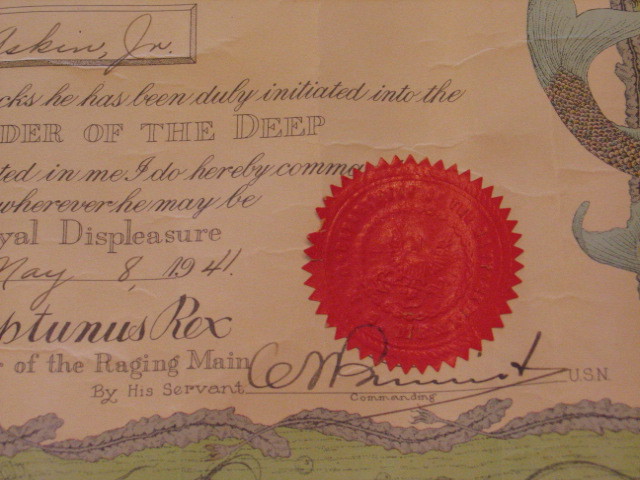 Askin, Jr.
cks he has been duly initiated into the
DER OF THE DEEP
ted in me I do hereby comma
wherever he may be
yal Displeasure
May 8, 1941.
ptunus Rex
r of the Raging Main
By His Servant U.S.N.
Commanding